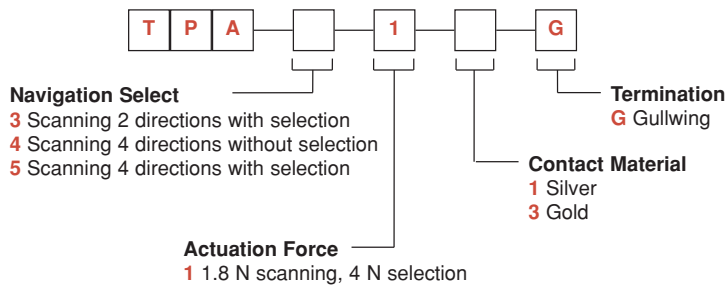 T P A 1 G
Navigation Select
3 Scanning 2 directions with selection
4 Scanning 4 directions without selection
5 Scanning 4 directions with selection
Termination
G Gullwing
Contact Material
1 Silver
3 Gold
Actuation Force
1 1.8 N scanning, 4 N selection